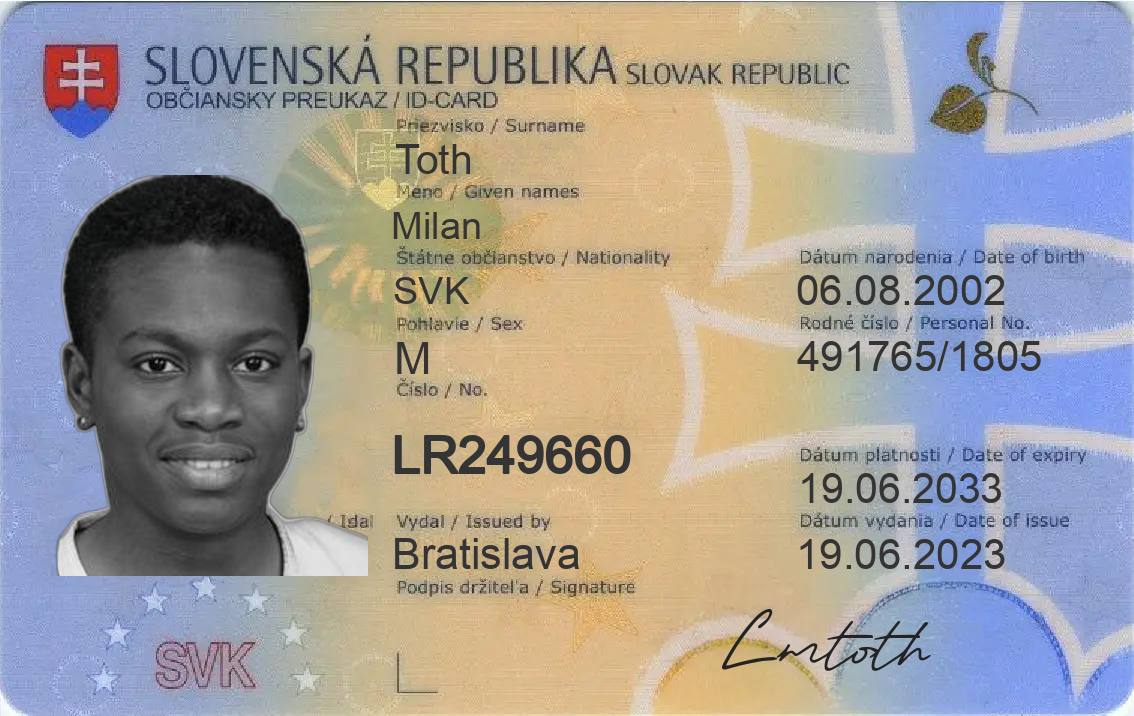 SLOVENSKÁ REPUBLIKA SLOVAK REPUBLIC
OBČIANSKY PREUKAZ / ID-CARD
Priezvisko / Surname
Toth
Meno / Given names
Milan
Štátne občianstvo / Nationality
SVK
Dátum narodenia / Date of birth
06.08.2002
Pohlavie / Sex
M
Rodné číslo / Personal No.
491765/1805
Číslo / No.
LR249660
Dátum platnosti / Date of expiry
19.06.2033
/ Idal
Vydal / Issued by
Bratislava
Dátum vydania / Date of issue
19.06.2023
Podpis držiteľa / Signature
Lmtoth
SVK